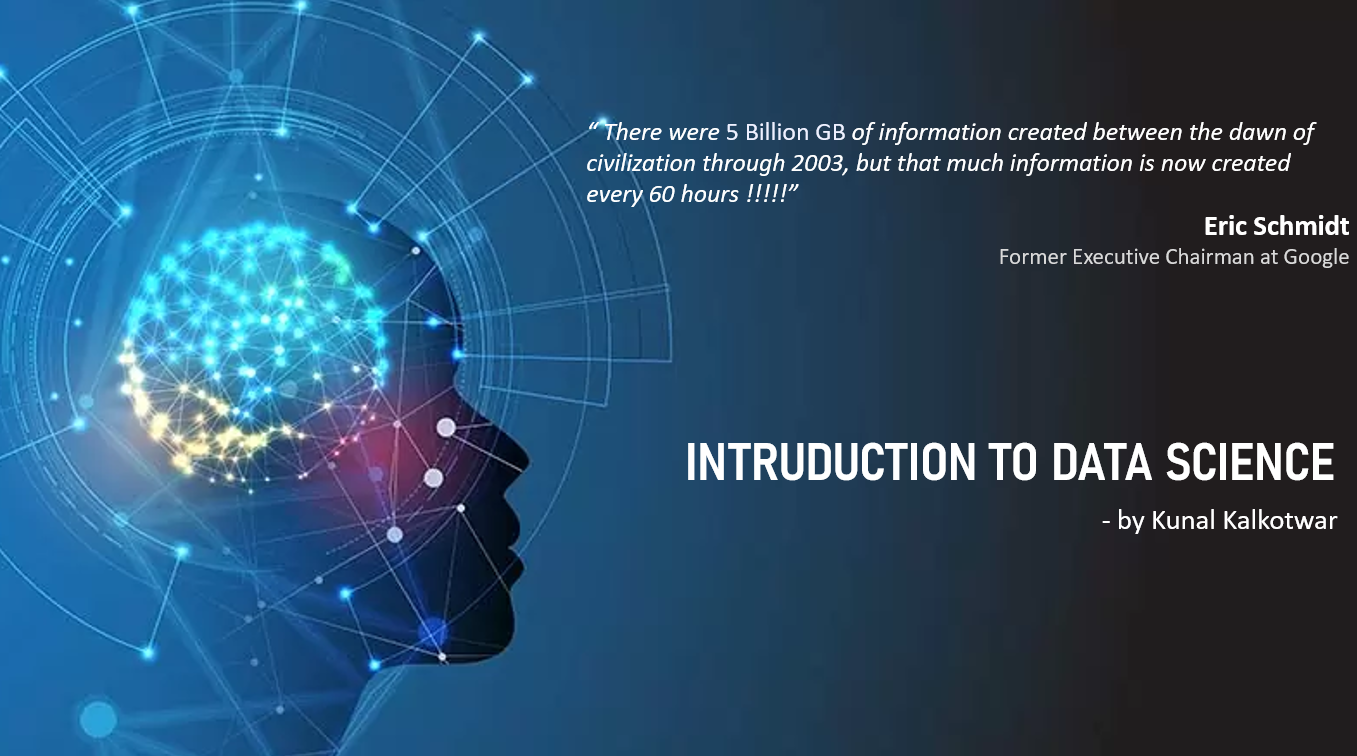 “ There were 5 Billion GB of information created between the dawn of
civilization through 2003, but that much information is now created
every 60 hours !!!!!”
Eric Schmidt
Former Executive Chairman at Google
INTRUDUCTION TO DATA SCIENCE
- by Kunal Kalkotwar